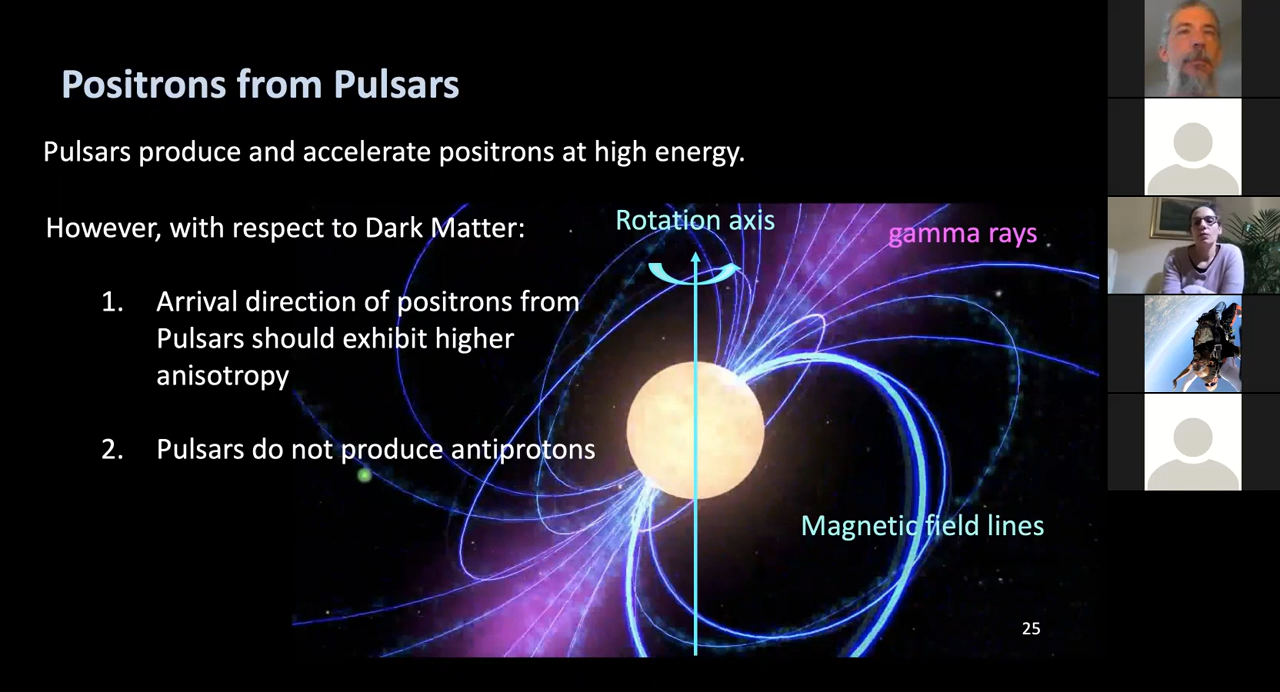 Positrons from Pulsars
Pulsars produce and accelerate positrons at high energy.
However, with respect to Dark Matter:
Rotation axis
gamma rays
1. Arrival direction of positrons from
Pulsars should exhibit higher
anisotropy
2. Pulsars do not produce antiprotons
Magnetic field lines
25